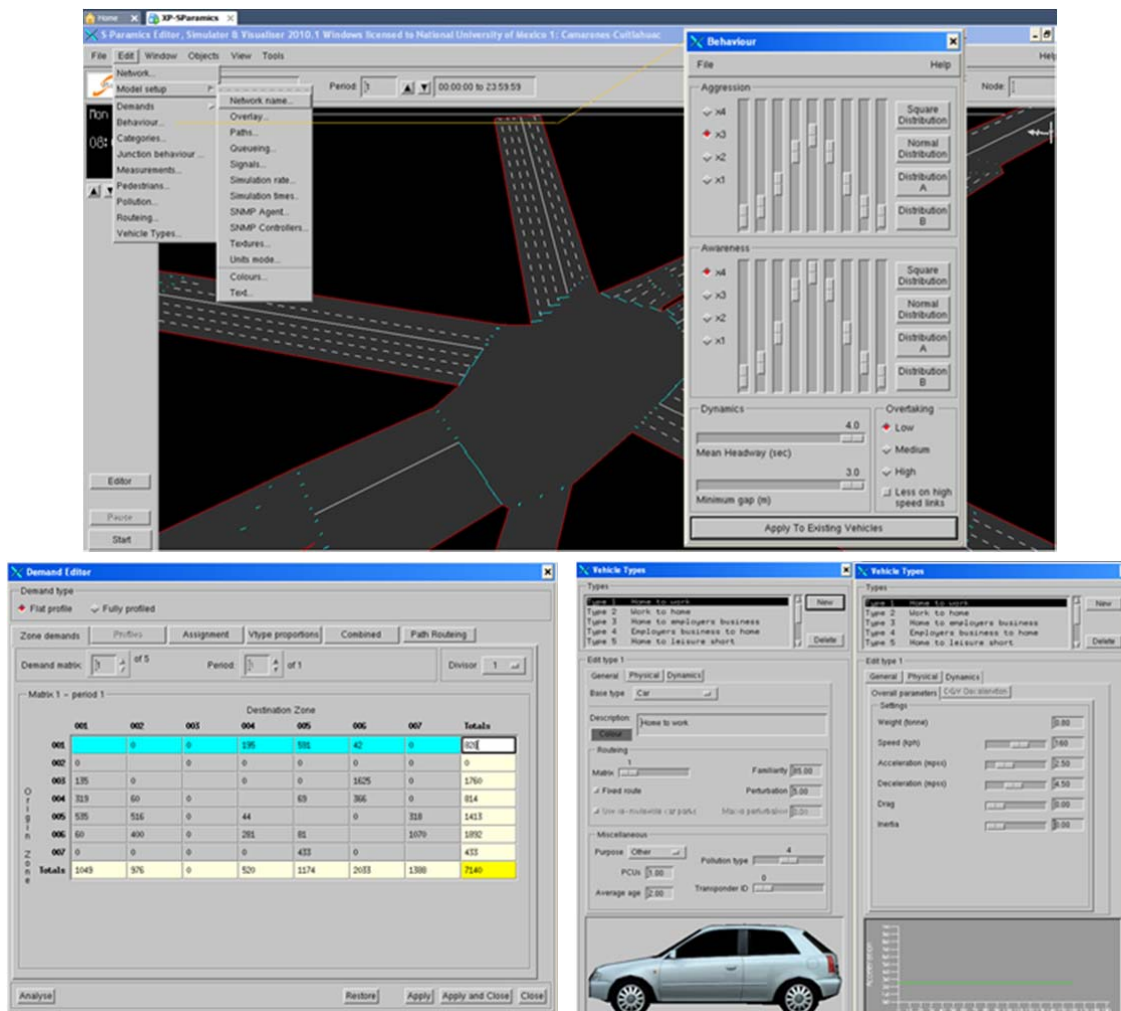 Home X XP-SParamics X
S-Paramics Editor, Simulater & Visualiser 2010.1 Windows licensed to National University of Mexico 1: Camarones-Cuitlahuac
File Edit Window Objects View Tools Help
Network...
Model setup
Demands
Behaviour...
Categories...
Junction behaviour ...
Measurements...
Pedestrians...
Pollution...
Routeing...
Vehicle Types...
Network name...
Overlay...
Paths...
Queueing...
Signals...
Simulation rate...
Simulation times..
SNMP Agent...
SNMP Controllers...
Textures...
Units mode...
Colours...
Text...
Period: 00:00:00 to 23:59:59
Node:
Mon
08:
Editor
Pause
Start
Behaviour
File Help
Aggression
x4
x3
x2
x1
Square Distribution
Normal Distribution
Distribution A
Distribution B
Awareness
x4
x3
x2
x1
Square Distribution
Normal Distribution
Distribution A
Distribution B
Dynamics
4.0
Mean Headway (sec)
3.0
Minimum gap (m)
Overtaking
Low
Medium
High
Less on high speed links
Apply To Existing Vehicles
Demand Editor
Demand type
Flat profile Fully profiled
Zone demands Profiles Assignment Vtype proportions Combined Path Routeing
Demand matrix: of 5 Period: of 1 Divisor 1
Matrix 1 - period 1
Destination Zone
001 002 003 004 005 006 007 Totals
Origin Zone
001 0 0 195 591 42 0 828
002 0 0 0 0 0 0
003 135 0 0 0 1625 0 1760
004 319 60 0 69 366 0 814
005 535 516 0 44 0 318 1413
006 60 400 0 281 81 1070 1892
007 0 0 0 0 433 0 433
Totals 1049 976 0 520 1174 2033 1388 7140
Analyse Restore Apply Apply and Close Close
Vehicle Types
Types
Type 1 Home to work
Type 2 Work to home
Type 3 Home to employers business
Type 4 Employers business to home
Type 5 Home to leisure short
New
Delete
Edit type 1
General Physical Dynamics
Base type Car
Description: Home to work
Colour
Routeing
1
Matrix Familiarity 85.00
Fixed route Perturbation 5.00
Miscellaneous
Purpose Other Pollution type 4
PCUs 1.00
Average age 2.00 Transponder ID 0
Vehicle Types
Types
Type 1 Home to work
Type 2 Work to home
Type 3 Home to employers business
Type 4 Employers business to home
Type 5 Home to leisure short
New
Delete
Edit type 1
General Physical Dynamics
Overall parameters
Settings
Weight (tonne) 0.80
Speed (kph) 160
Acceleration (mpss) 2.50
Deceleration (mpss) 4.50
Drag 0.00
Inertia 0.00
Acceleration